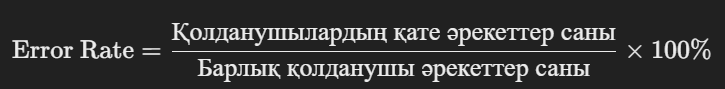 Error Rate = Қолданушылардың қате әрекеттер саны / Барлық қолданушы әрекеттер саны × 100%